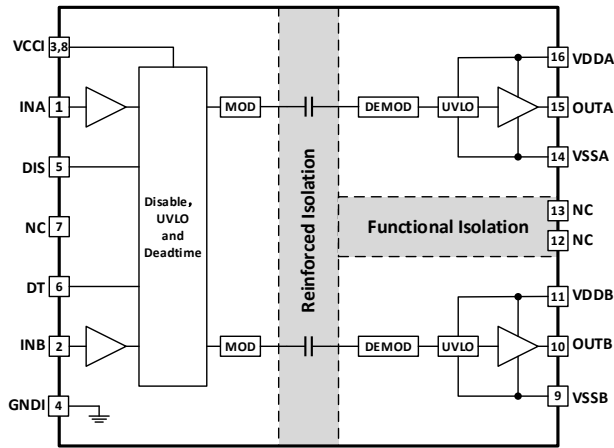 VCCI
3,8
INA
1
DIS
5
NC
7
DT
6
INB
2
GNDI
4
Disable,
UVLO
and
Deadtime
MOD
MOD
Reinforced Isolation
DEMOD
UVLO
16
VDDA
15
OUTA
14
VSSA
Functional Isolation
13
NC
12
NC
DEMOD
UVLO
11
VDDB
10
OUTB
9
VSSB